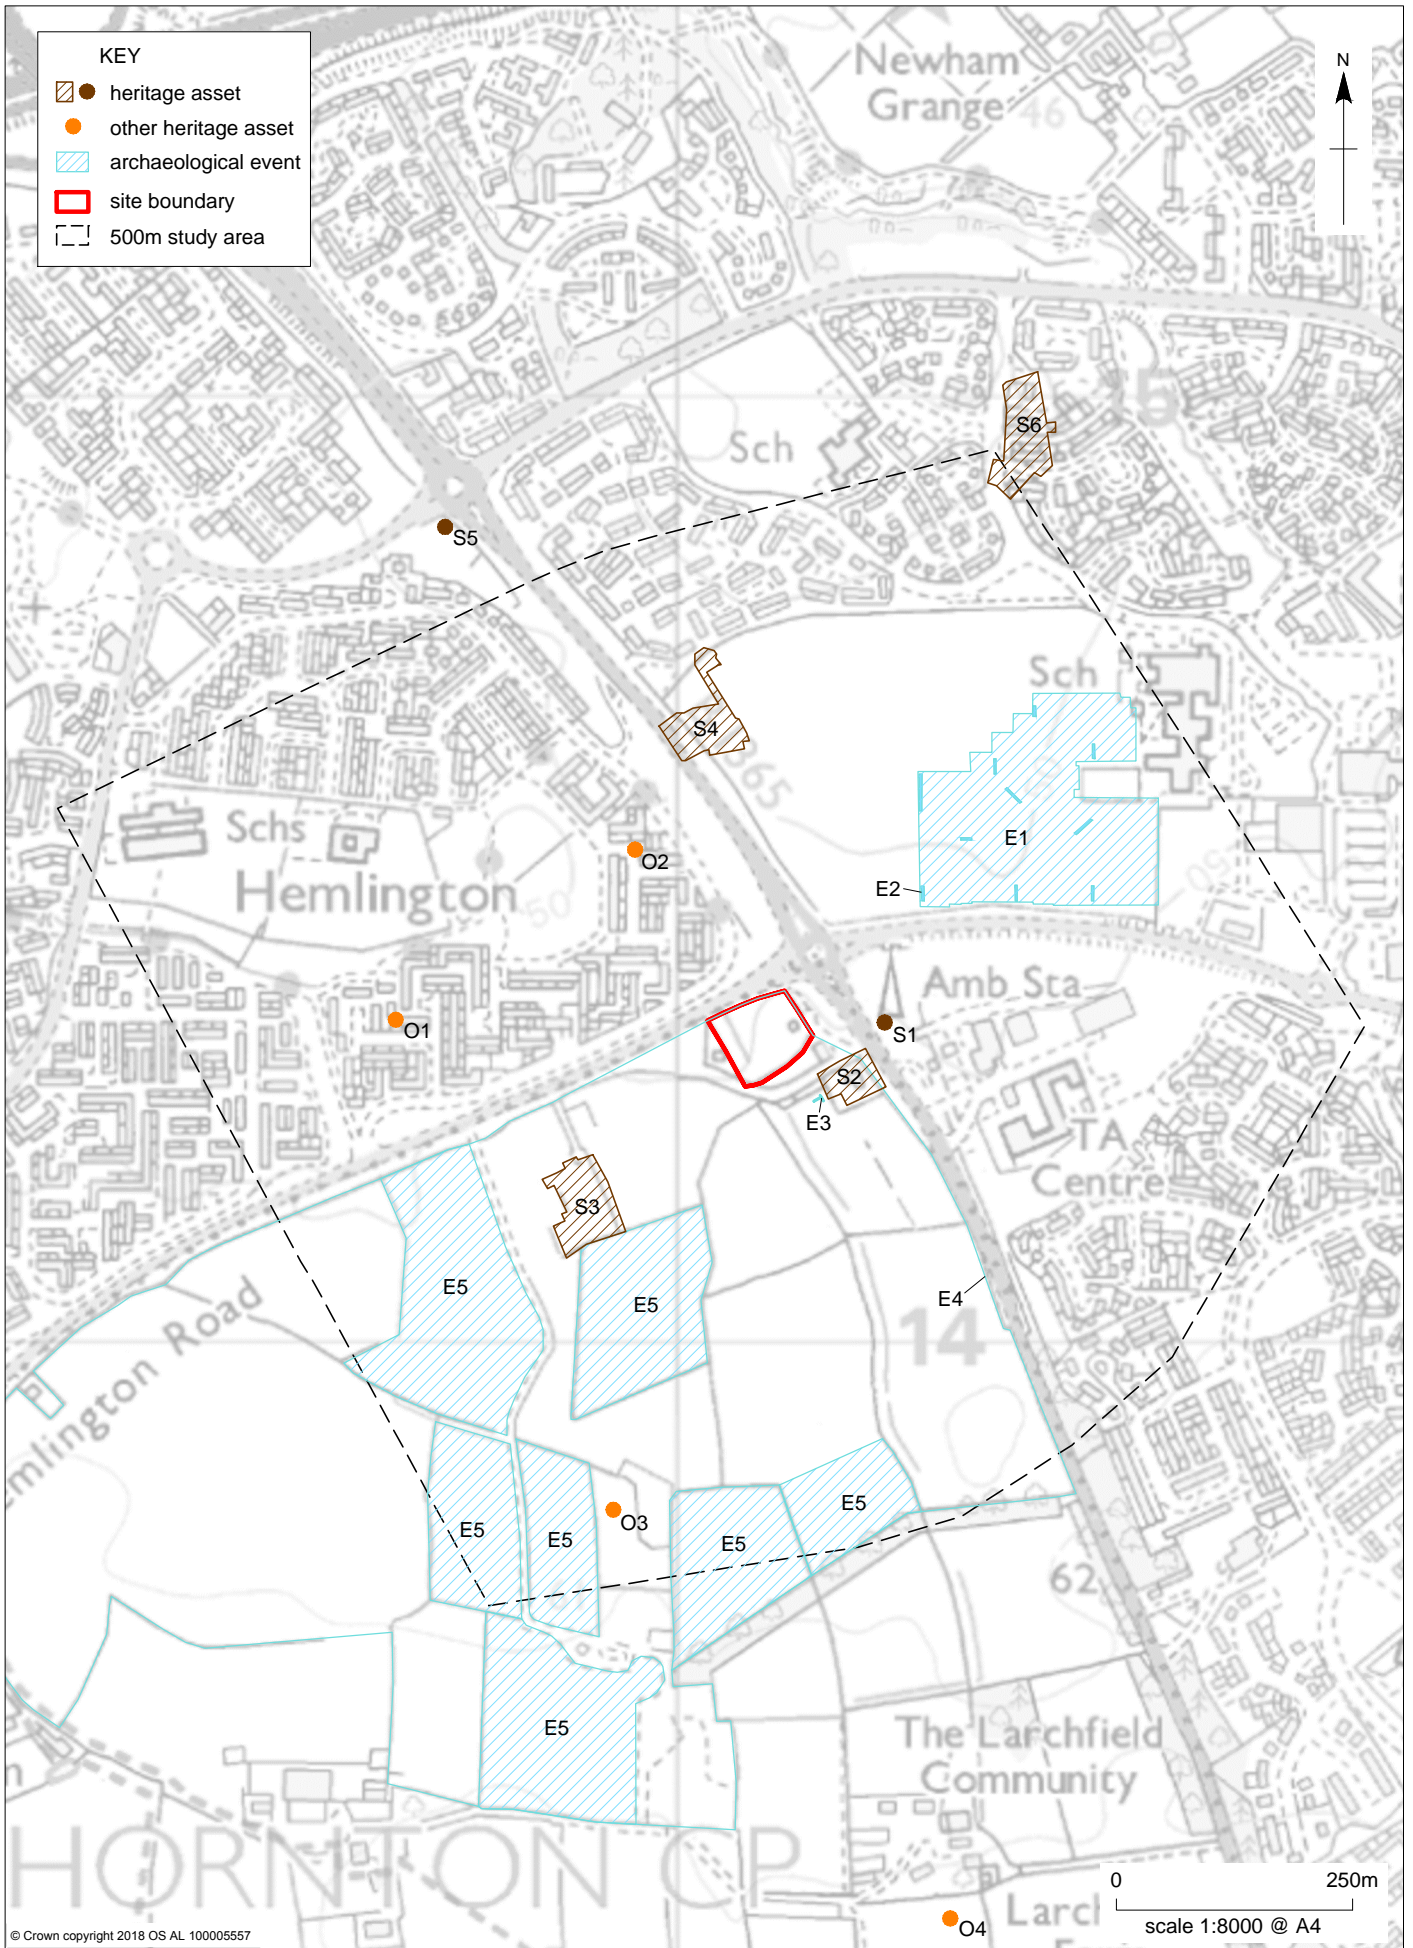 KEY
heritage asset
other heritage asset
archaeological event
site boundary
500m study area
N
Newham
Grange
46
15
Sch
S6
S5
S4
65
Sch
Schs
Hemlington
O2
E1
E2
60
Amb Sta
O1
S1
S2
E3
TA
Centre
S3
E5
E5
E4
14
Hemlington Road
E5
E5
O3
E5
E5
62
E5
The Larchfield
Community
HORNTON CP
O4
0
250m
scale 1:8000 @ A4
© Crown copyright 2018 OS AL 100005557